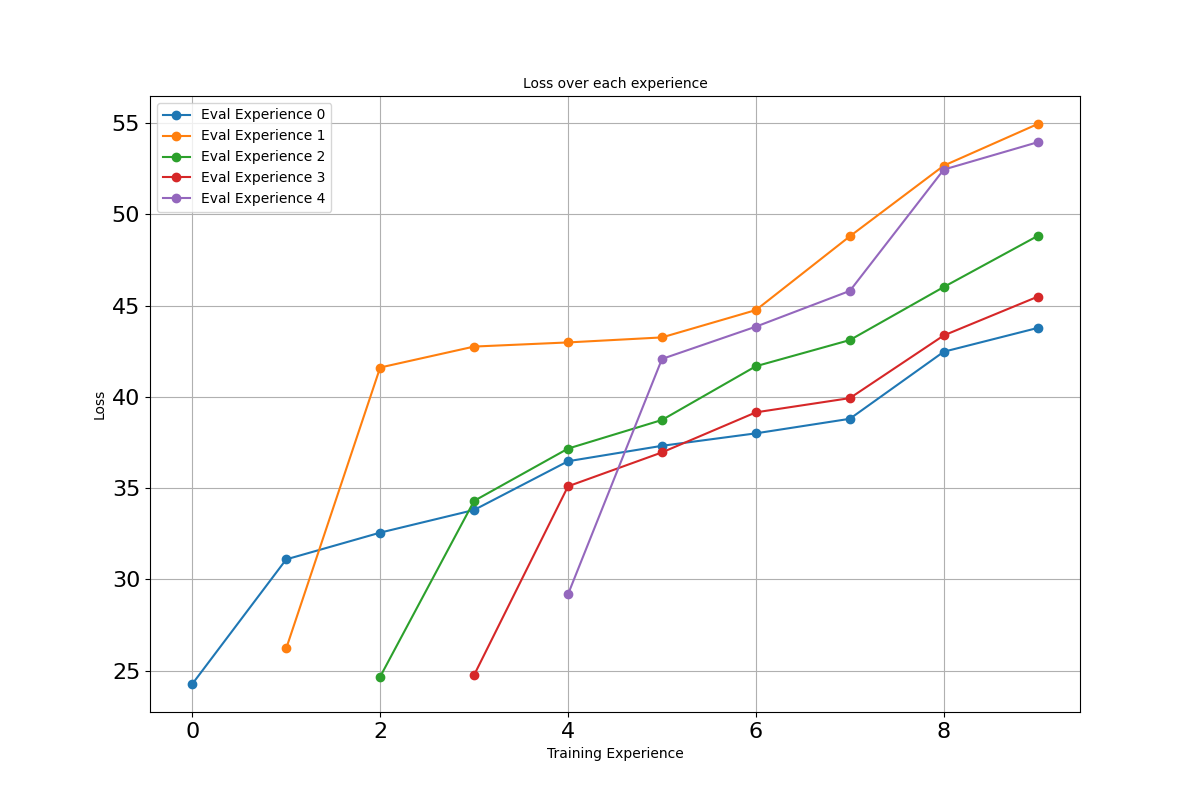 Loss over each experience
Eval Experience 0
Eval Experience 1
Eval Experience 2
Eval Experience 3
Eval Experience 4
55
50
45
40
35
30
25
Loss
0 2 4 6 8
Training Experience